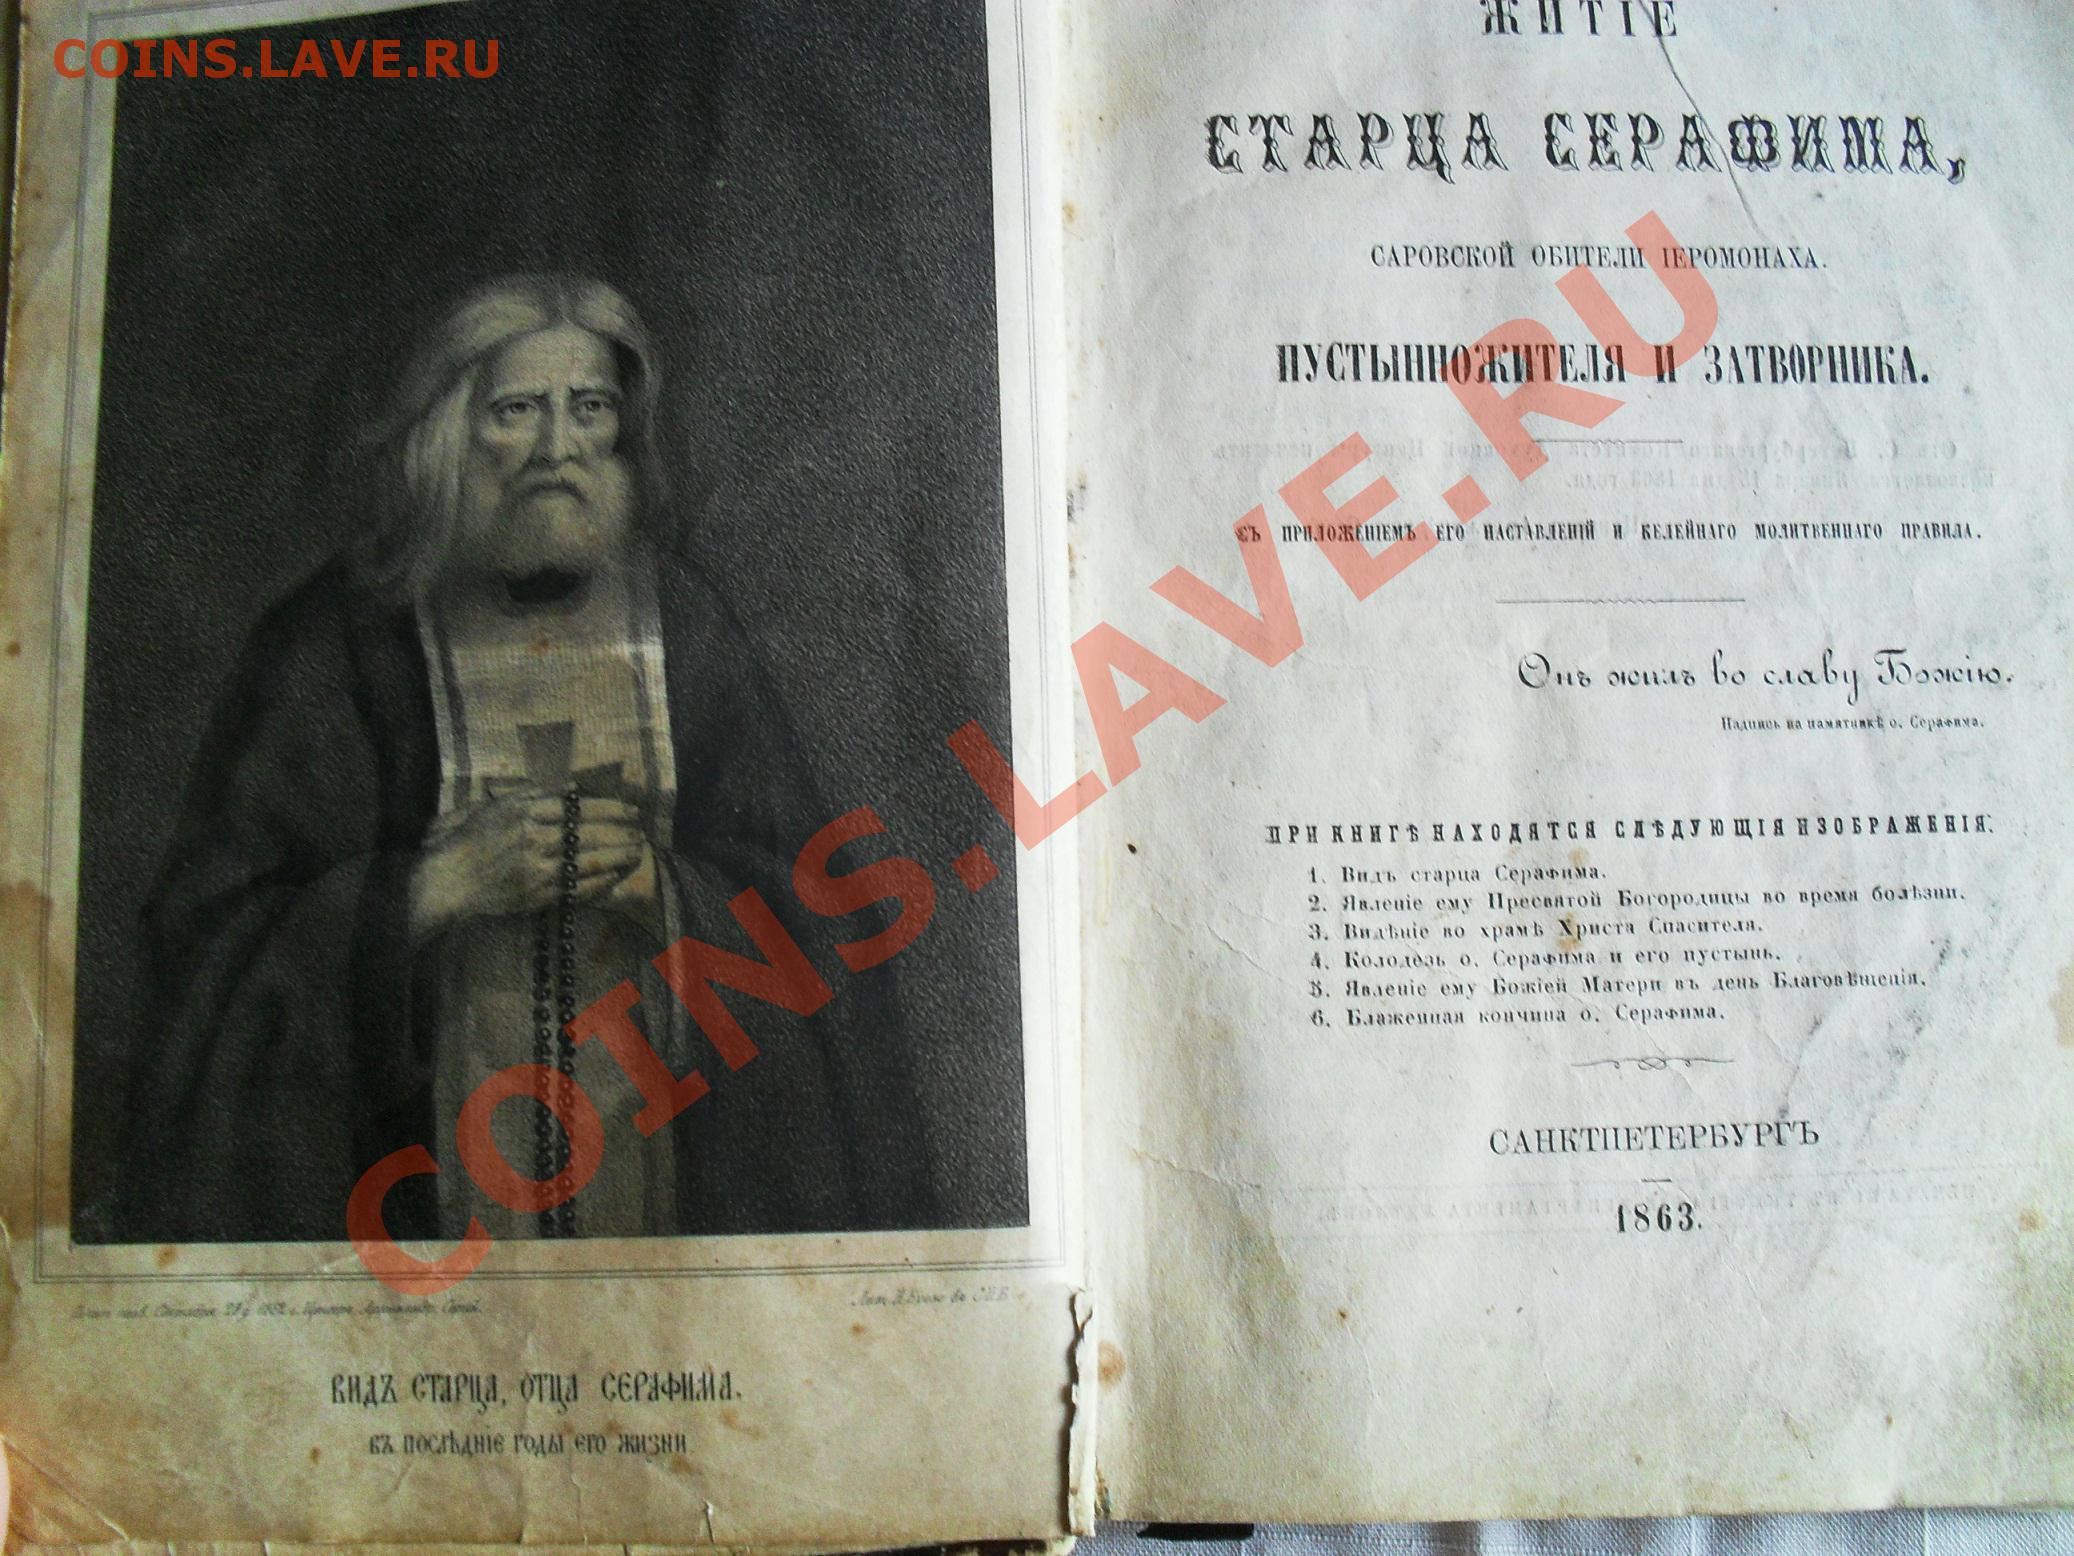 COINS.LAVE.RU
COINS.LAVE.RU
Лит.
ВИДЪ СТАРЦА, ОТЦА СЕРАФИМА.
ВЪ ПОСЛѢДНІЕ ГОДЫ ЕГО ЖИЗНИ
ЖИТІЕ
СТАРЦА СЕРАФИМА,
САРОВСКОЙ ОБИТЕЛИ ІЕРОМОНАХА.
ПУСТЫННОЖИТЕЛЯ И ЗАТВОРНИКА.
СЪ ПРИЛОЖЕНІЕМЪ ЕГО НАСТАВЛЕНІЙ И КЕЛЕЙНАГО МОЛИТВЕННАГО ПРАВИЛА.
Онъ жилъ во славу Божію.
Надпись на памятникѣ о. Серафима.
ПРИ КНИГѢ НАХОДЯТСЯ СЛѢДУЮЩІЯ ИЗОБРАЖЕНІЯ:
1. Видъ старца Серафима.
2. Явленіе ему Пресвятой Богородицы во время болѣзни.
3. Видѣніе во храмѣ Христа Спасителя.
4. Колодезь о. Серафима и его пустынь.
5. Явленіе ему Божіей Матери въ день Благовѣщенія.
6. Блаженная кончина о. Серафима.
САНКТПЕТЕРБУРГЪ
1863.